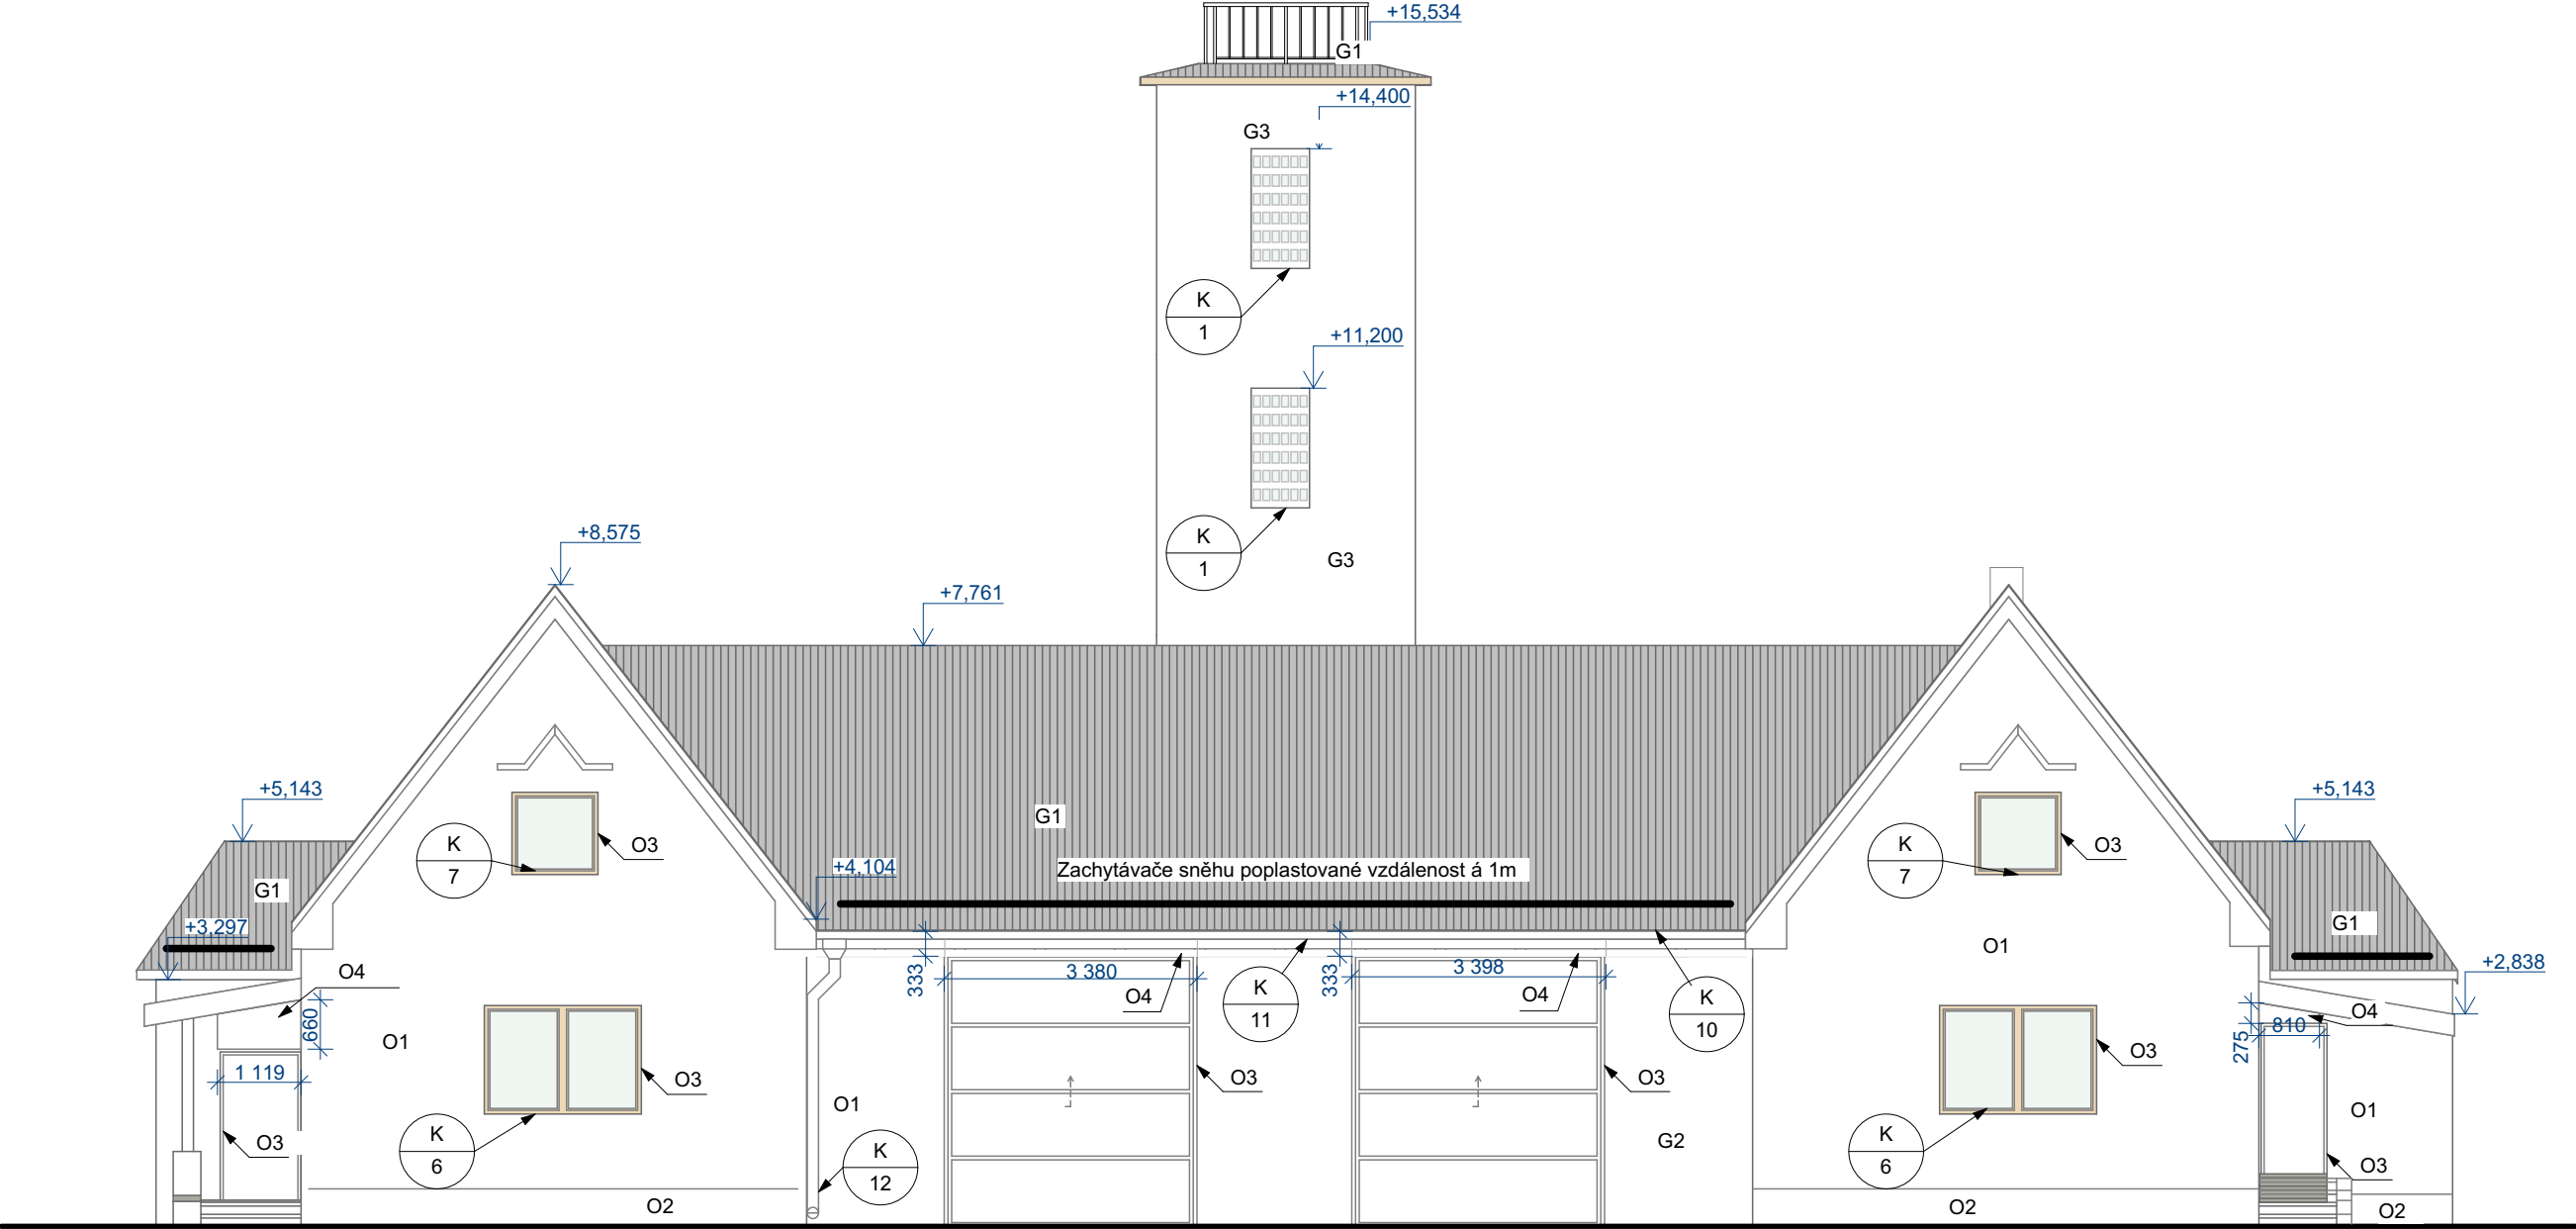 +15,534
G1
+14,400
G3
K
1
+11,200
K
1
G3
+8,575
+7,761
+5,143
+5,143
G1
K
7
O3
K
7
O3
+4,104
Zachytávače sněhu poplastované vzdálenost á 1m
G1
+3,297
G1
O1
+2,838
O4
333
3 380
333
3 398
O4
O4
K
11
K
10
660
O1
O4
810
275
1 119
O3
O3
O3
O3
O1
O1
O3
K
6
K
12
G2
K
6
O3
O2
O2
O2